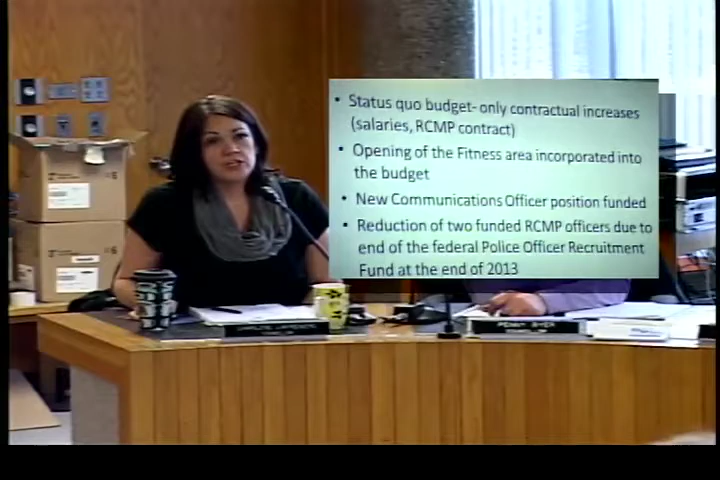 • Status quo budget- only contractual increases
(salaries, RCMP contract)
• Opening of the Fitness area incorporated into
the budget
• New Communications Officer position funded
• Reduction of two funded RCMP officers due to
end of the federal Police Officer Recruitment
Fund at the end of 2013
PENNY